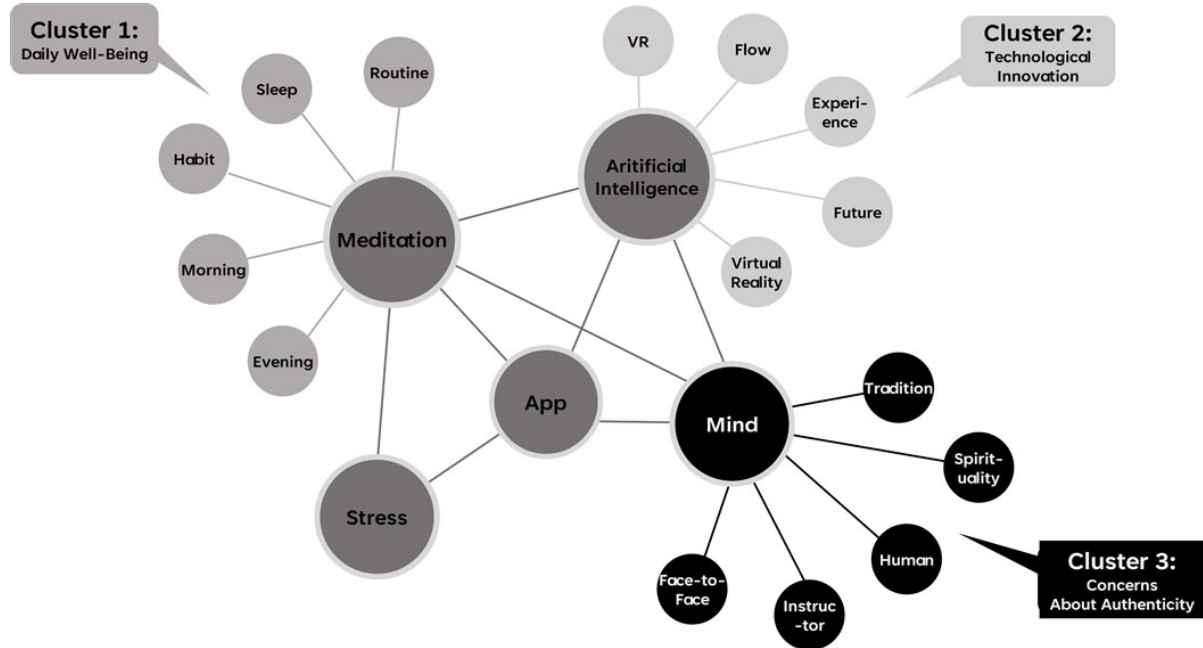 Cluster 1:
Daily Well-Being
Routine
Sleep
Habit
Morning
Evening
Meditation
VR
Flow
Experi-
ence
Future
Virtual
Reality
Aritificial
Intelligence
Cluster 2:
Technological
Innovation
App
Stress
Mind
Tradition
Spirit-
uality
Human
Instruc
-tor
Face-to-
Face
Cluster 3:
Concerns
About Authenticity